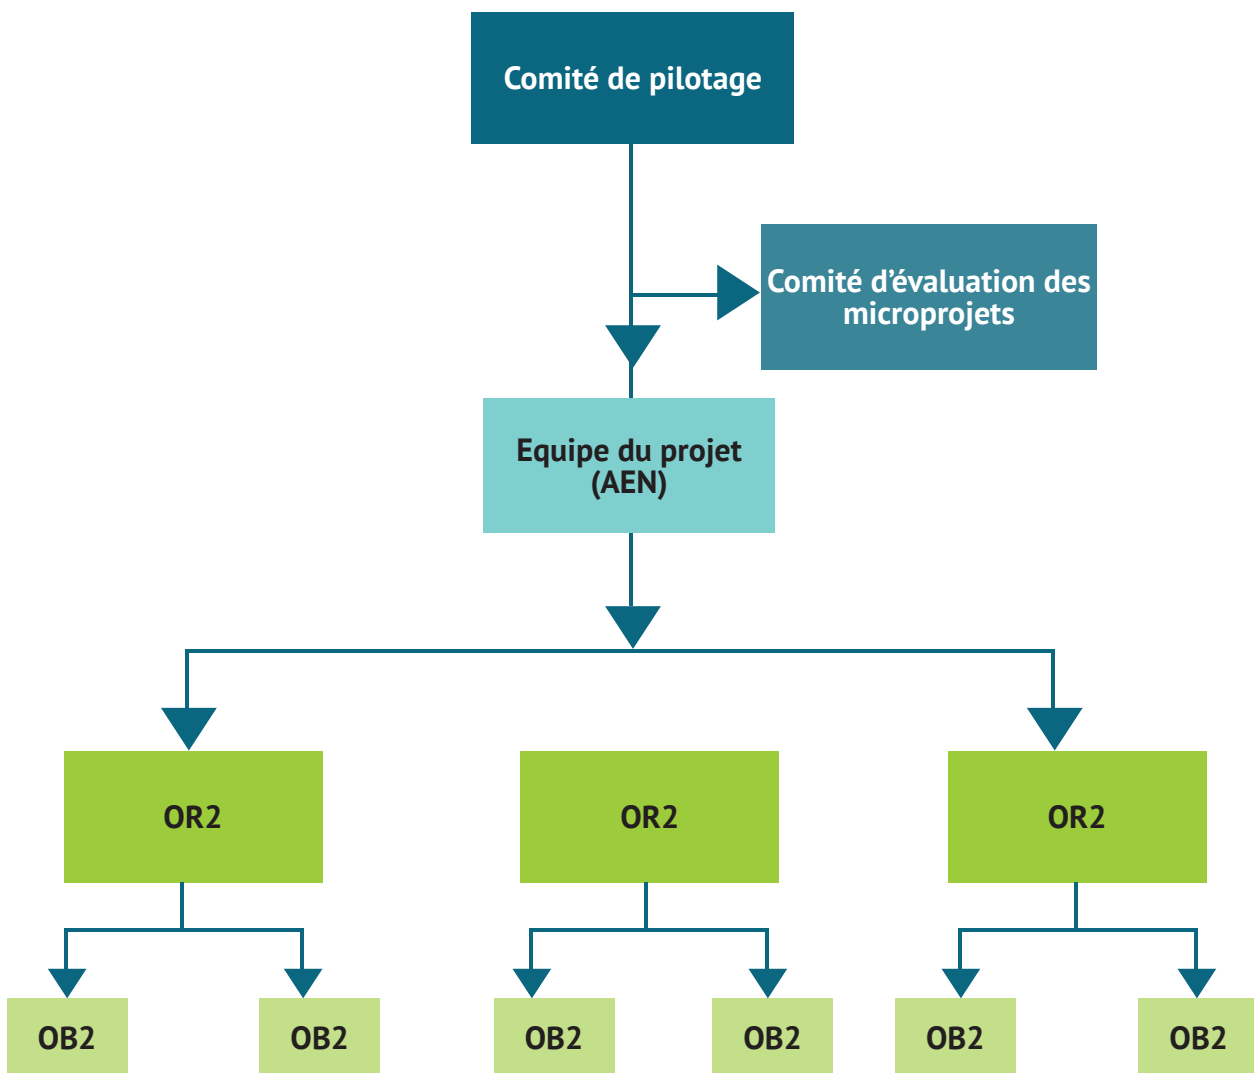 Comité de pilotage
Comité d’évaluation des
microprojets
Equipe du projet
(AEN)
OR2
OR2
OR2
OB2
OB2
OB2
OB2
OB2
OB2